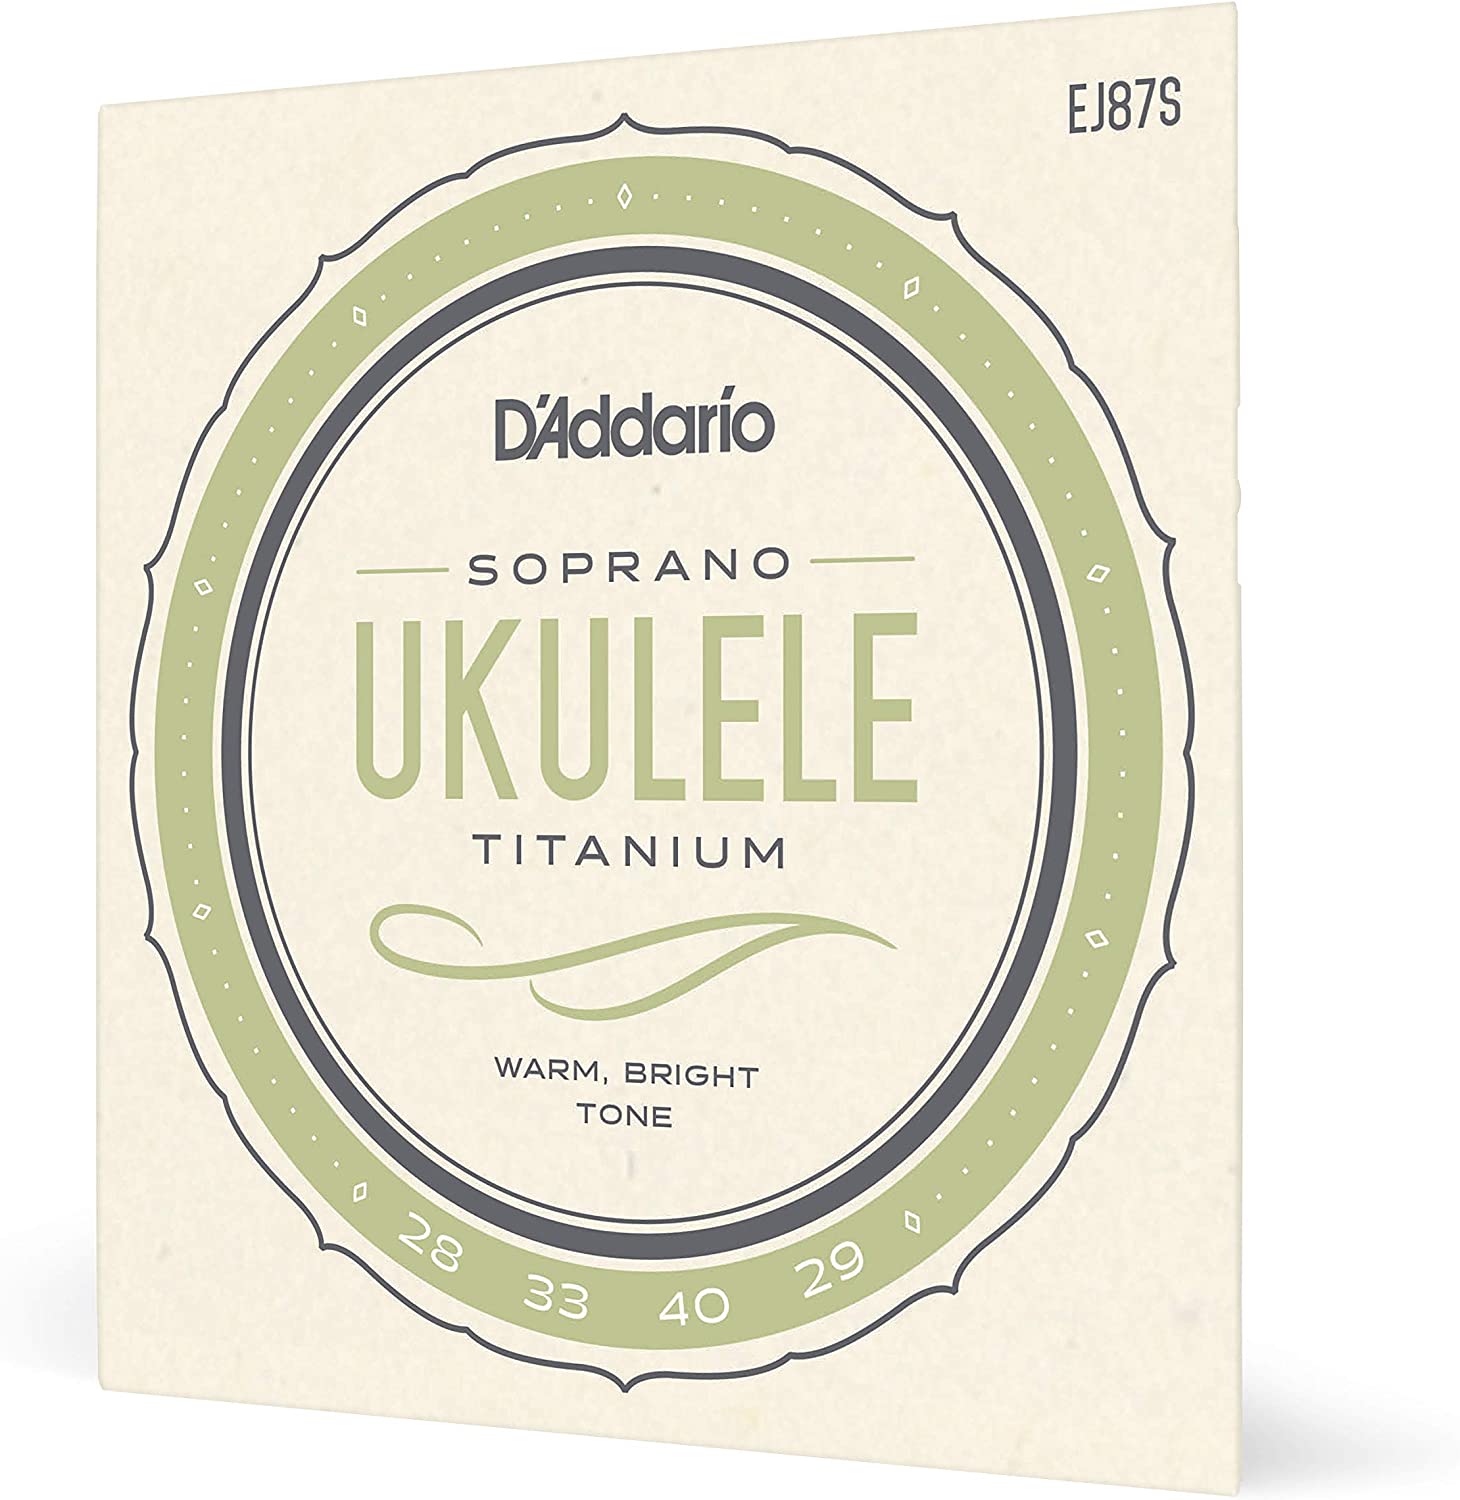 EJ87S
D'Addario
SOPRANO
UKULELE
TITANIUM
WARM, BRIGHT
TONE
28 33 40 29